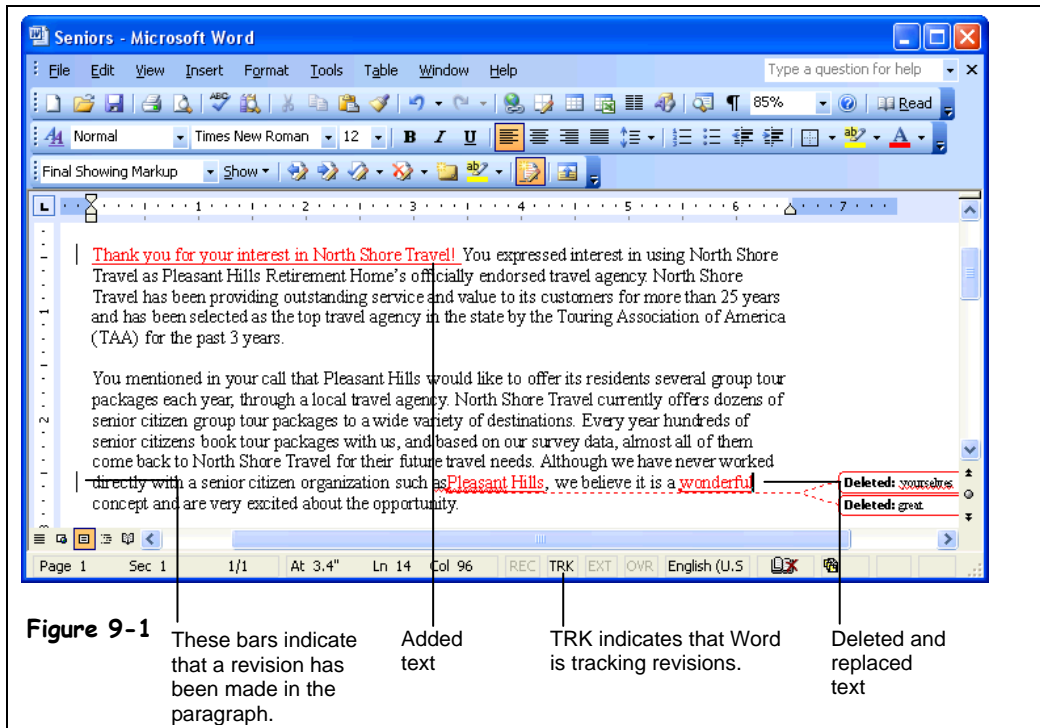 Seniors - Microsoft Word
File Edit View Insert Format Tools Table Window Help Type a question for help
85% Read
Normal Times New Roman 12 B I U
Final Showing Markup Show
1 2 3 4 5 6 7
Thank you for your interest in North Shore Travel! You expressed interest in using North Shore
Travel as Pleasant Hills Retirement Home's officially endorsed travel agency. North Shore
Travel has been providing outstanding service and value to its customers for more than 25 years
and has been selected as the top travel agency in the state by the Touring Association of America
(TAA) for the past 3 years.
You mentioned in your call that Pleasant Hills would like to offer its residents several group tour
packages each year, through a local travel agency. North Shore Travel currently offers dozens of
senior citizen group tour packages to a wide variety of destinations. Every year hundreds of
senior citizens book tour packages with us, and based on our survey data, almost all of them
come back to North Shore Travel for their future travel needs. Although we have never worked
directly with a senior citizen organization such asPleasant Hills, we believe it is a wonderful
concept and are very excited about the opportunity.
Deleted: yourselves
Deleted: great
Page 1 Sec 1 1/1 At 3.4" Ln 14 Col 96 REC TRK EXT OVR English (U.S
Figure 9-1
These bars indicate
that a revision has
been made in the
paragraph.
Added
text
TRK indicates that Word
is tracking revisions.
Deleted and
replaced
text